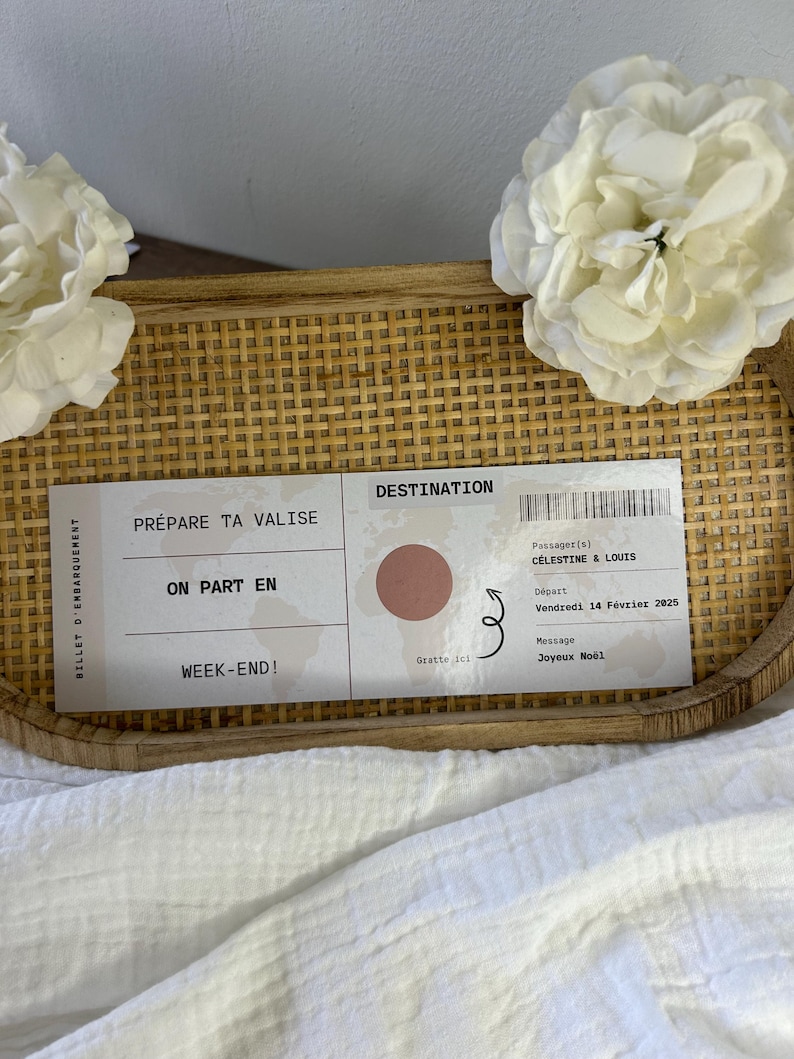 BILLET D'EMBARQUEMENT
PRÉPARE TA VALISE
ON PART EN
WEEK-END!
DESTINATION
Gratte ici
Passager(s)
CÉLESTINE & LOUIS
Départ
Vendredi 14 Février 2025
Message
Joyeux Noël